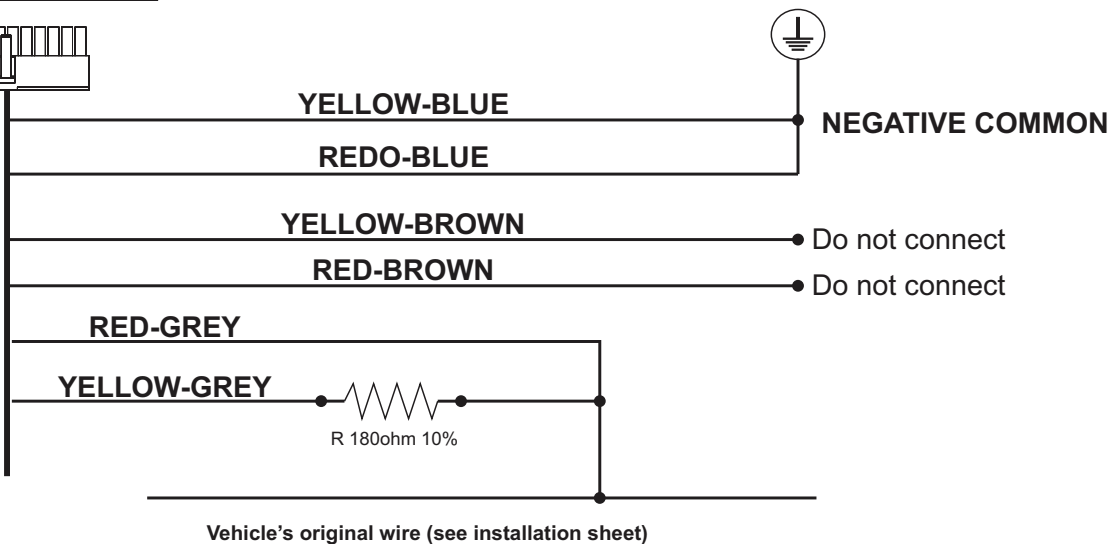 YELLOW-BLUE
NEGATIVE COMMON
REDO-BLUE
YELLOW-BROWN
Do not connect
RED-BROWN
Do not connect
RED-GREY
YELLOW-GREY
R 180ohm 10%
Vehicle's original wire (see installation sheet)